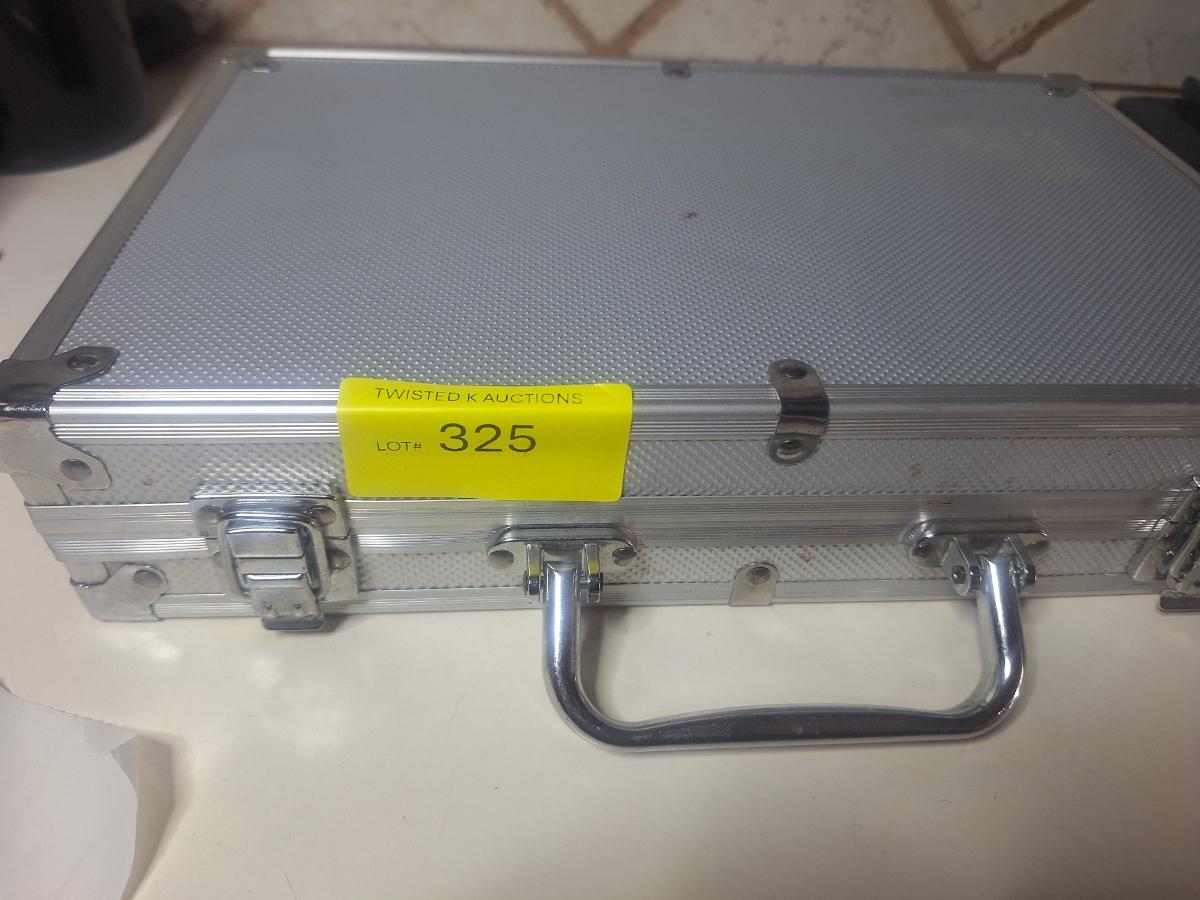 TWISTED K AUCTIONS
LOT# 325